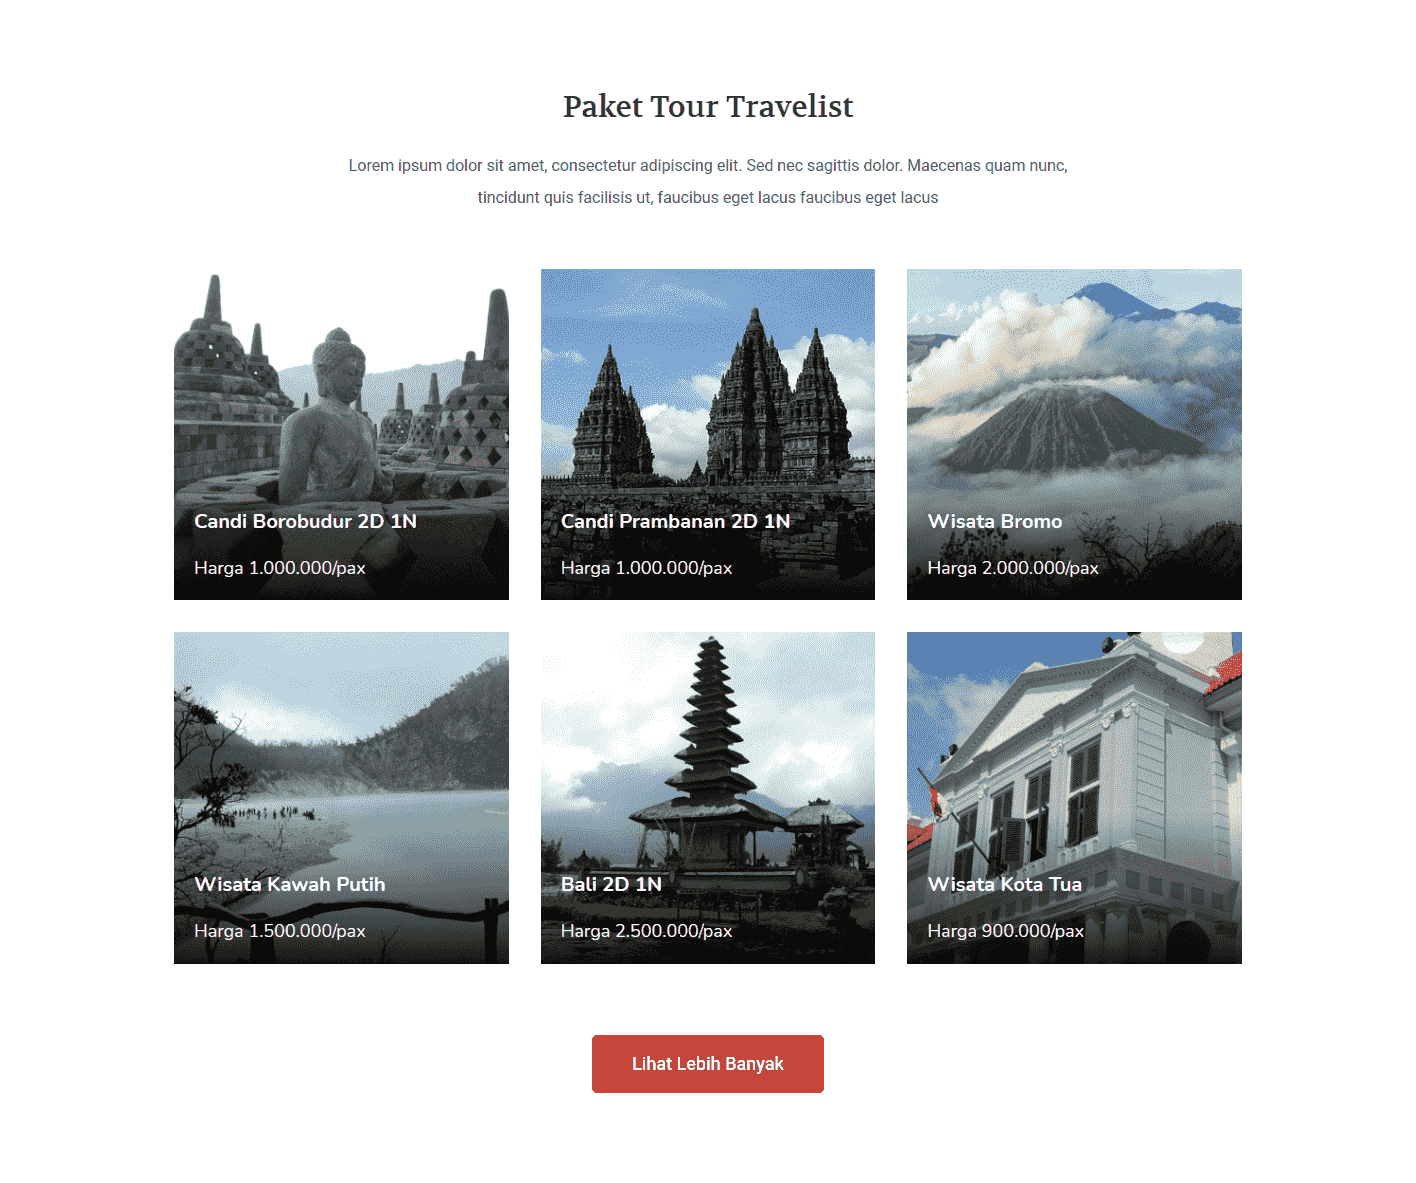 Paket Tour Travelist
Lorem ipsum dolor sit amet, consectetur adipiscing elit. Sed nec sagittis dolor. Maecenas quam nunc,
tincidunt quis facilisis ut, faucibus eget lacus faucibus eget lacus
Candi Borobudur 2D 1N
Harga 1.000.000/pax
Candi Prambanan 2D 1N
Harga 1.000.000/pax
Wisata Bromo
Harga 2.000.000/pax
Wisata Kawah Putih
Harga 1.500.000/pax
Bali 2D 1N
Harga 2.500.000/pax
Wisata Kota Tua
Harga 900.000/pax
Lihat Lebih Banyak